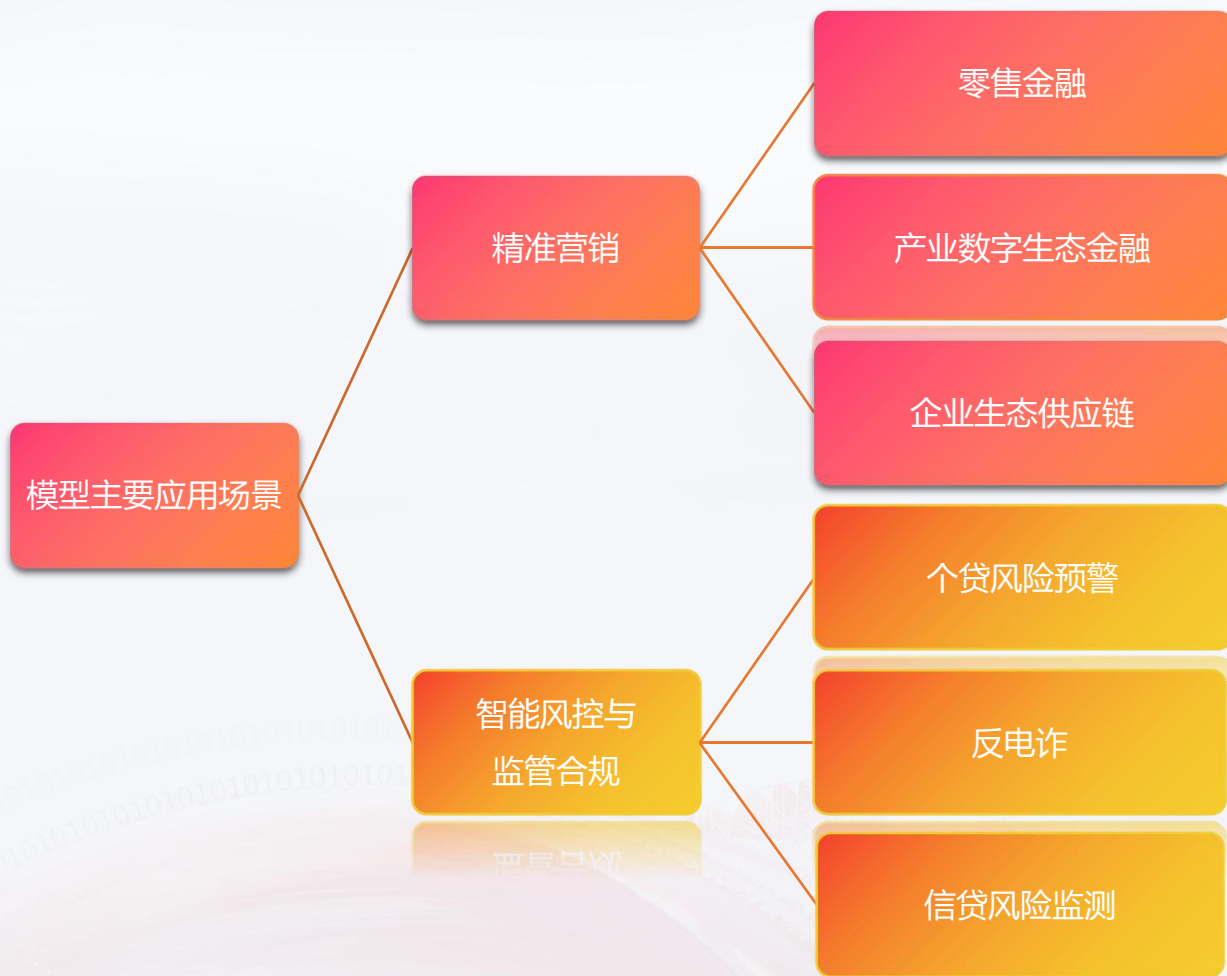 模型主要应用场景
精准营销
零售金融
产业数字生态金融
企业生态供应链
智能风控与
监管合规
个贷风险预警
反电诈
信贷风险监测